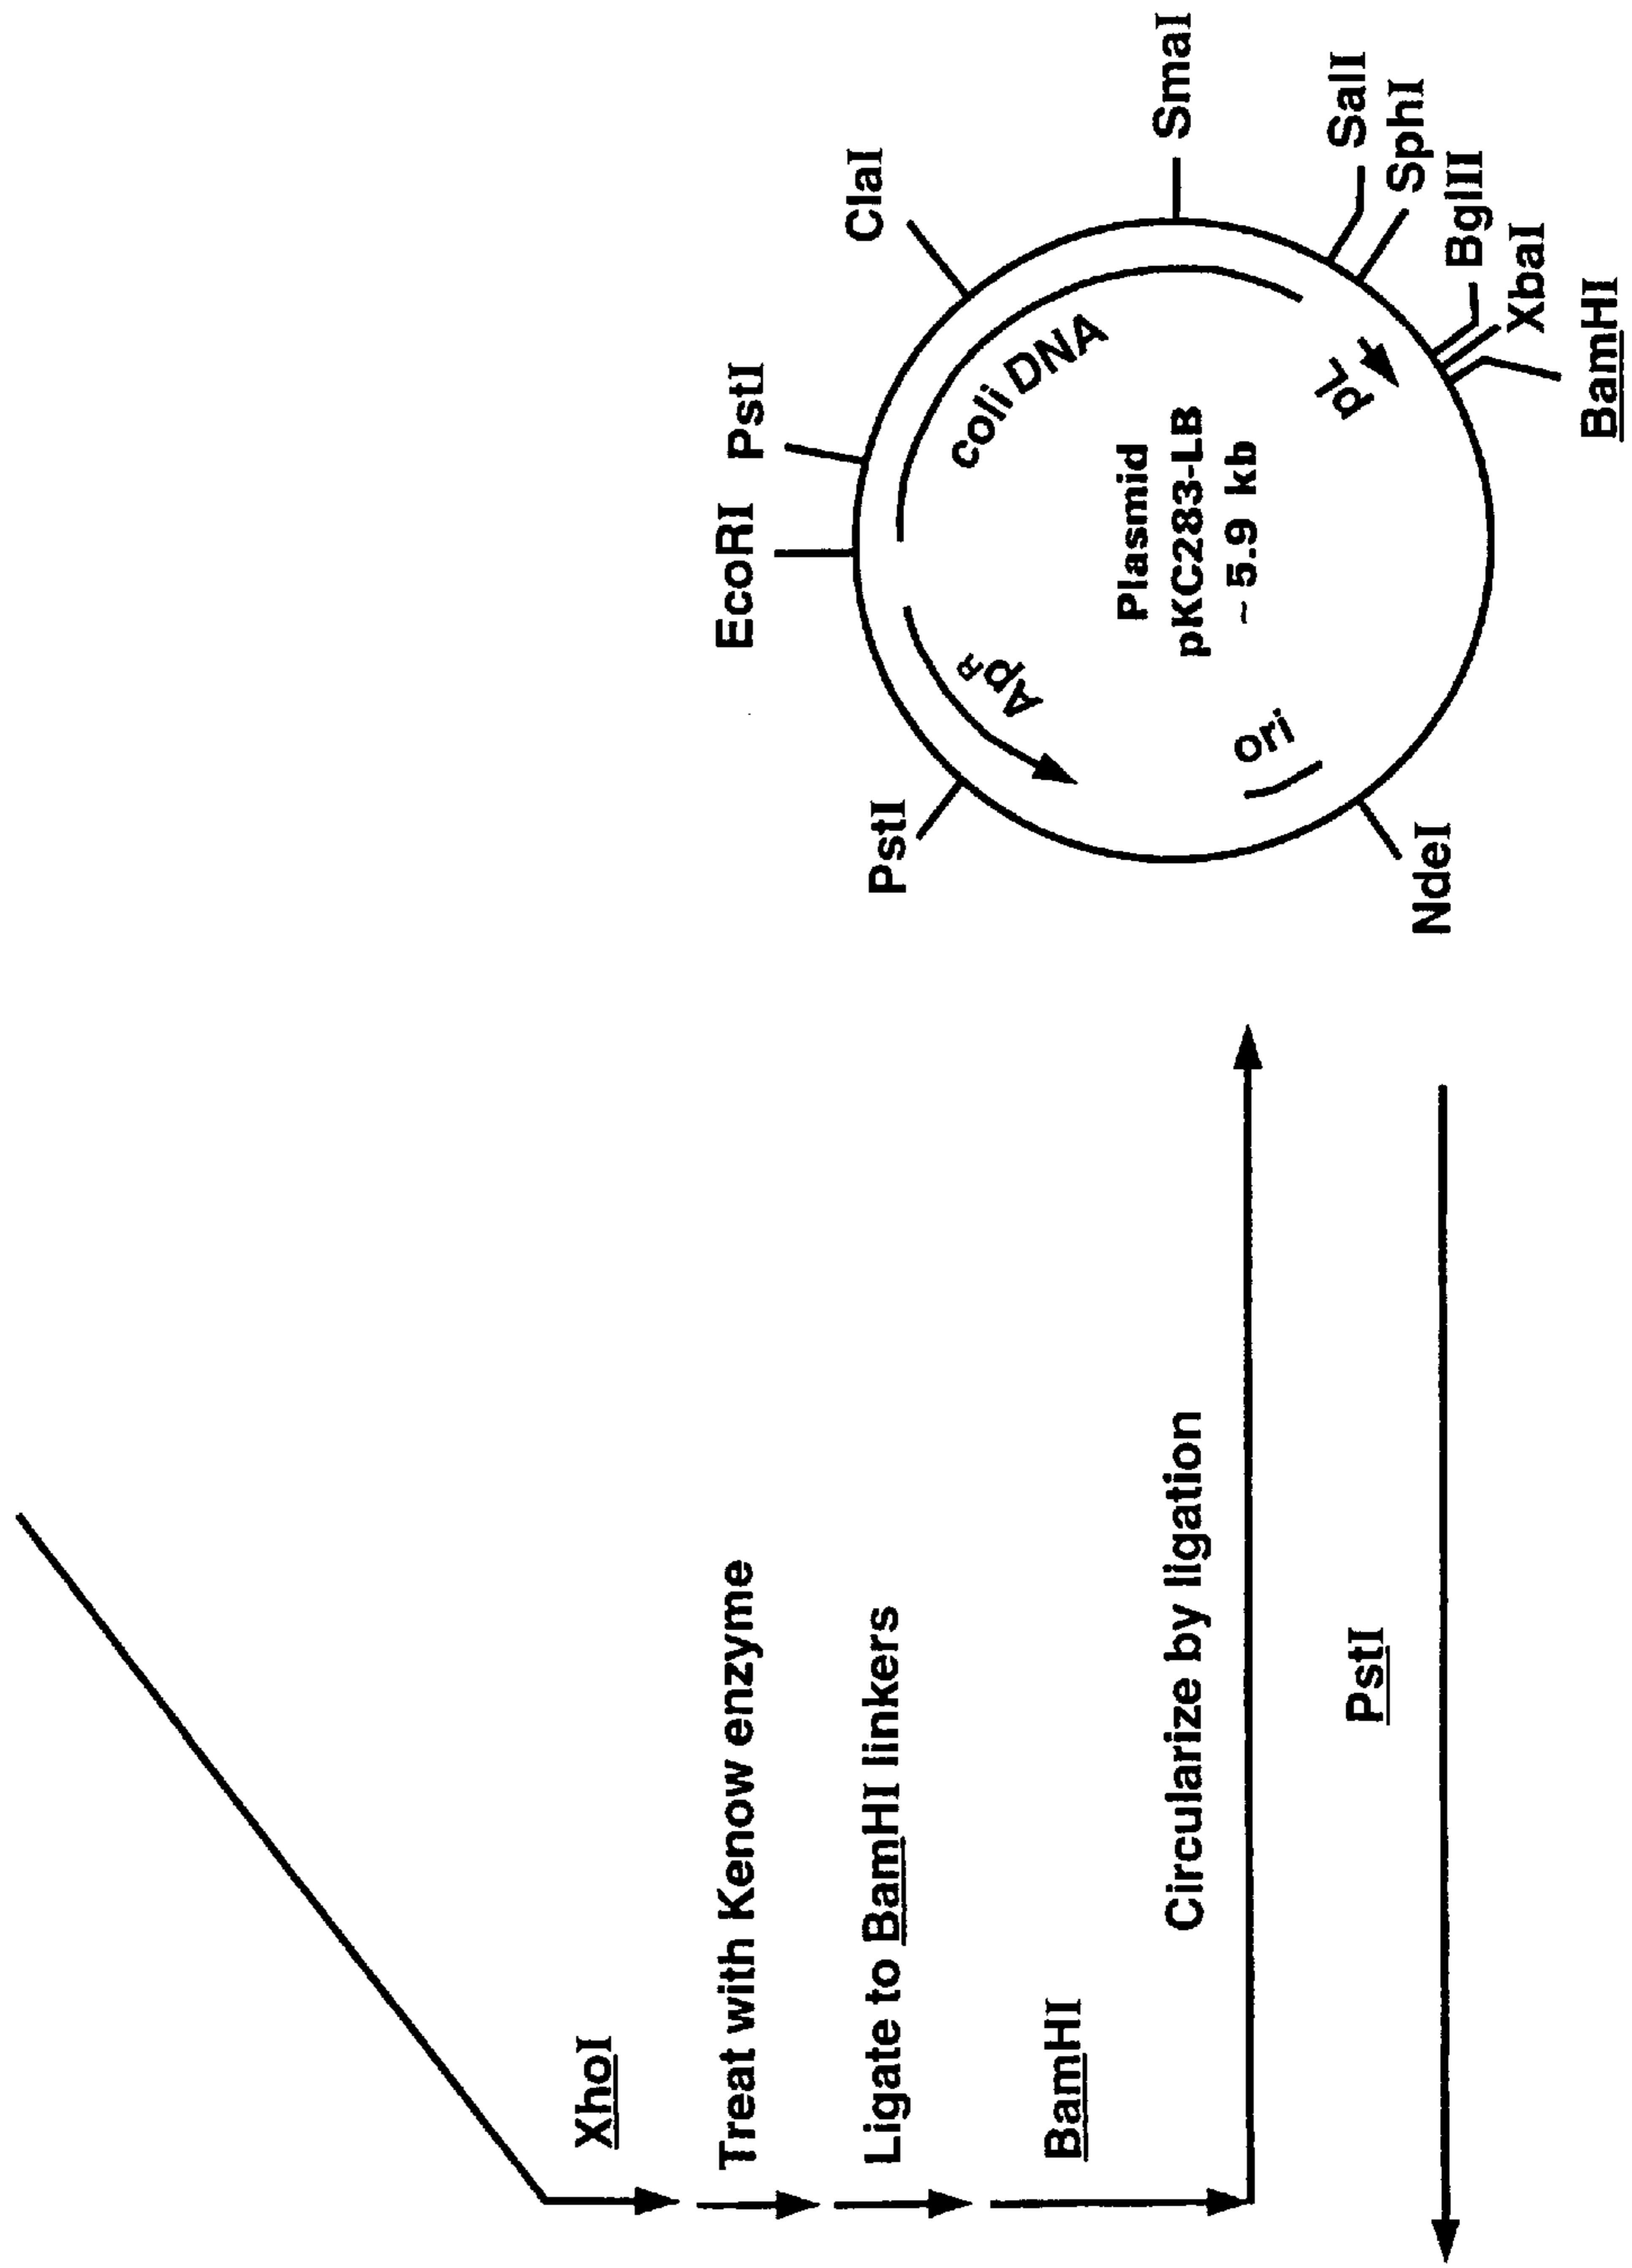 XhoI
Treat with Kenow enzyme
Ligate to BamHI linkers
BamHI
Circularize by ligation
PstI
EcoRI
PstI
ClaI
PstI
SmaI
SalI
SphI
BglII
XbaI
BamHI
NdeI
ApR
coli DNA
ori
pL
Plasmid
pKC283-LB
~5.9 kb